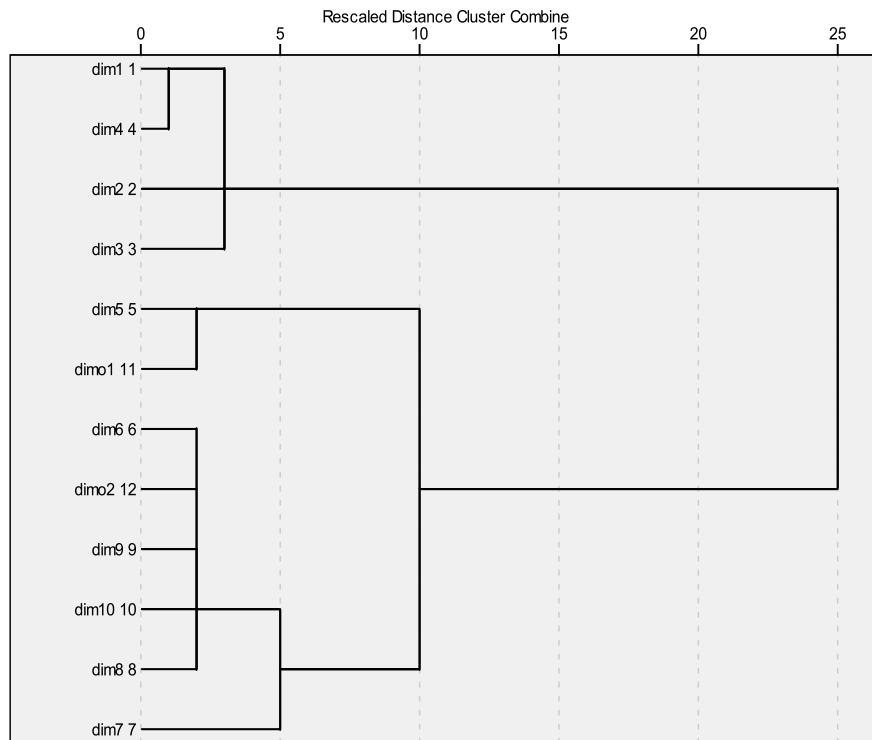 Rescaled Distance Cluster Combine
0 5 10 15 20 25
dim1 1
dim4 4
dim2 2
dim3 3
dim5 5
dimo1 11
dim6 6
dimo2 12
dim9 9
dim10 10
dim8 8
dim7 7